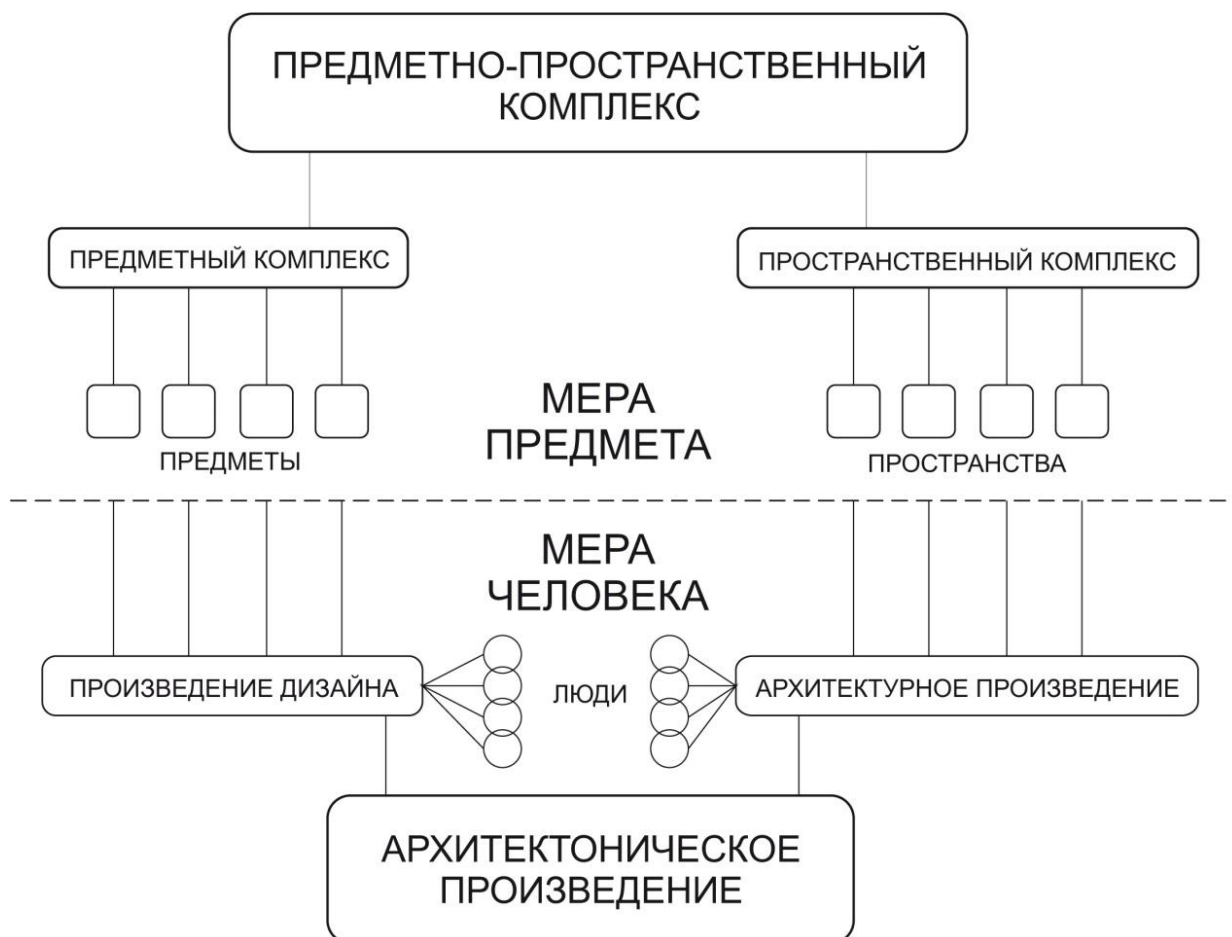 ПРЕДМЕТНО-ПРОСТРАНСТВЕННЫЙ
КОМПЛЕКС
ПРЕДМЕТНЫЙ КОМПЛЕКС
ПРОСТРАНСТВЕННЫЙ КОМПЛЕКС
МЕРА
ПРЕДМЕТА
ПРЕДМЕТЫ
ПРОСТРАНСТВА
МЕРА
ЧЕЛОВЕКА
ПРОИЗВЕДЕНИЕ ДИЗАЙНА
ЛЮДИ
АРХИТЕКТУРНОЕ ПРОИЗВЕДЕНИЕ
АРХИТЕКТОНИЧЕСКОЕ
ПРОИЗВЕДЕНИЕ